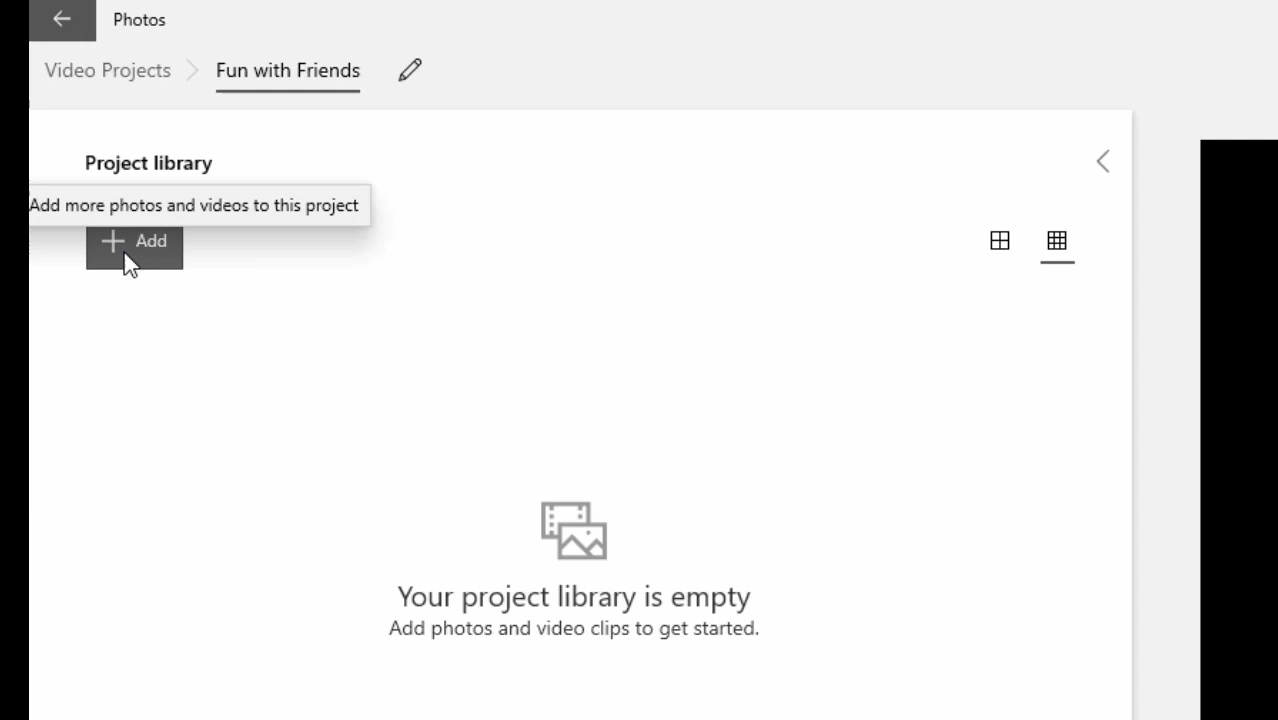 Photos
Video Projects
Fun with Friends
Project library
Add more photos and videos to this project
Add
Your project library is empty
Add photos and video clips to get started.